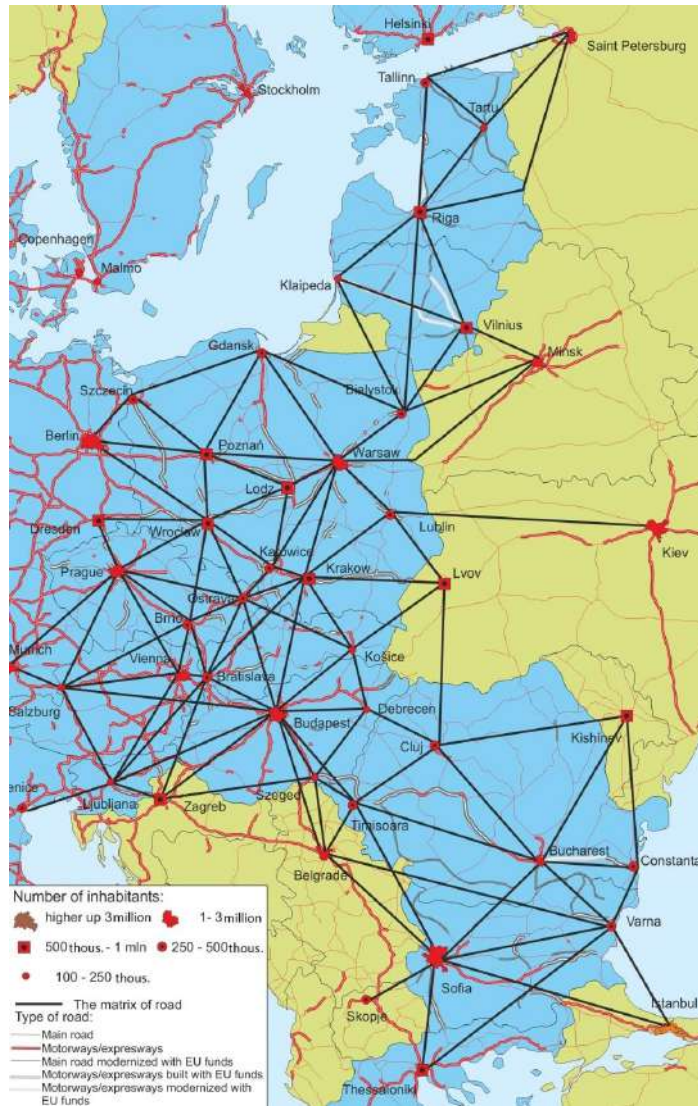 Helsinki
Saint Petersburg
Tallinn
Stockholm
Tartu
Riga
Copenhagen
Malmo
Klaipeda
Vilnius
Gdansk
Minsk
Szczecin
Bialystok
Berlin
Poznań
Warsaw
Lodz
Dresden
Wrocław
Lublin
Kiev
Katowice
Prague
Krakow
Lvov
Ostrava
Brno
Munich
Vienna
Košice
Bratislava
Salzburg
Budapest
Debrecen
Kishinev
Cluj
enice
Ljubljana
Zagreb
Szeged
Timisoara
Bucharest
Constanta
Belgrade
Varna
Sofia
Istanbul
Skopje
Thessaloniki
Number of inhabitants:
higher up 3million 1- 3million
500thous. - 1 mln 250 - 500thous.
100 - 250 thous.
The matrix of road
Type of road:
Main road
Motorways/expresways
Main road modernized with EU funds
Motorways/expresways built with EU funds
Motorways/expresways modernized with
EU funds